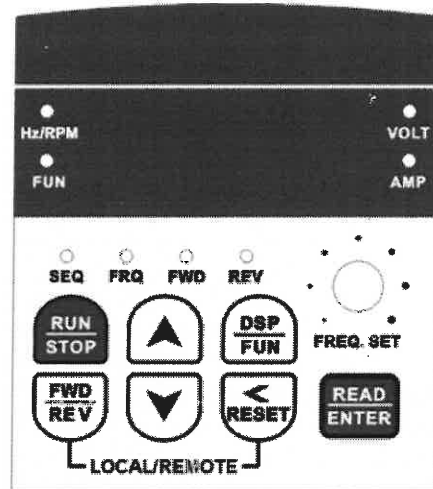 Hz/RPM VOLT
FUN AMP
SEQ FRQ FWD REV
RUN
STOP
DSP
FUN
FREQ. SET
FWD
REV
<
RESET
READ
ENTER
LOCAL/REMOTE